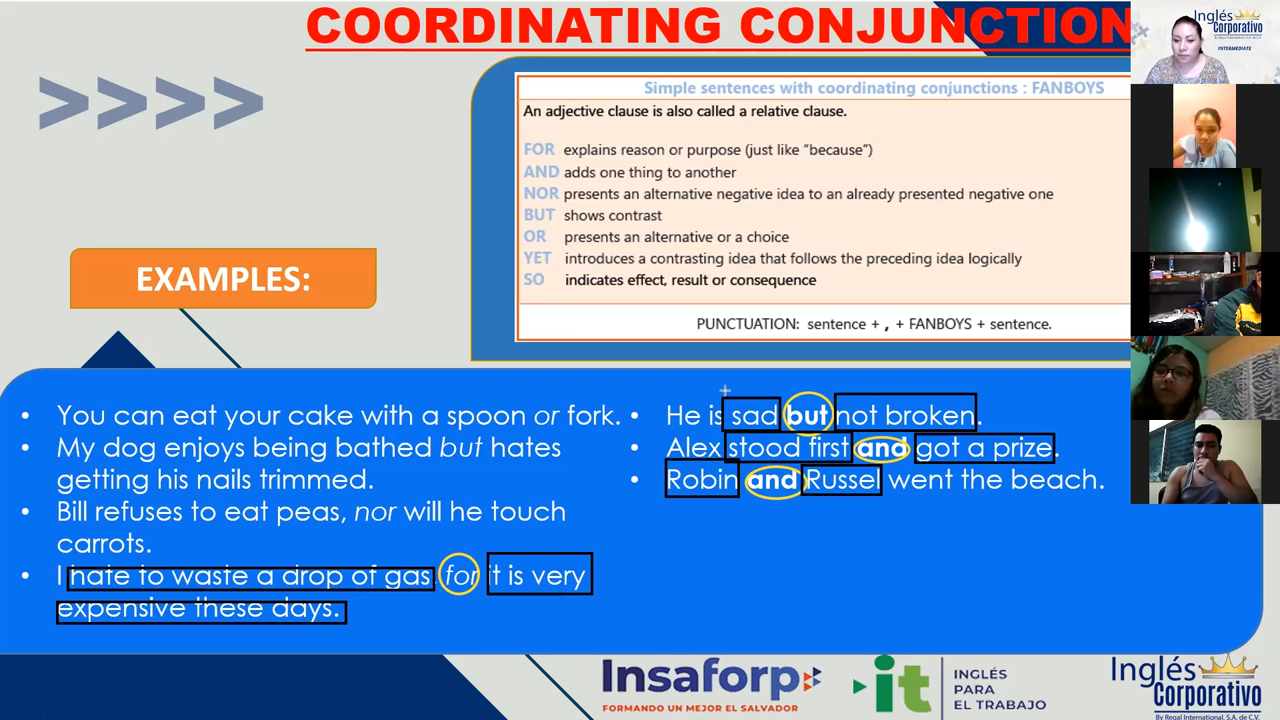 COORDINATING CONJUNCTION
Simple sentences with coordinating conjunctions : FANBOYS
An adjective clause is also called a relative clause.
FOR explains reason or purpose (just like “because”)
AND adds one thing to another
NOR presents an alternative negative idea to an already presented negative one
BUT shows contrast
OR presents an alternative or a choice
YET introduces a contrasting idea that follows the preceding idea logically
SO indicates effect, result or consequence
PUNCTUATION: sentence + , + FANBOYS + sentence.
EXAMPLES:
• You can eat your cake with a spoon or fork.
• My dog enjoys being bathed but hates
getting his nails trimmed.
• Bill refuses to eat peas, nor will he touch
carrots.
• I hate to waste a drop of gas for it is very
expensive these days.
• He is sad but not broken.
• Alex stood first and got a prize.
• Robin and Russel went the beach.
Inglés
Corporativo
INTERMEDIATE
Insaforp
FORMANDO UN MEJOR EL SALVADOR
it
INGLÉS
PARA
EL TRABAJO
Inglés
Corporativo
By Regal International, S.A. de C.V.